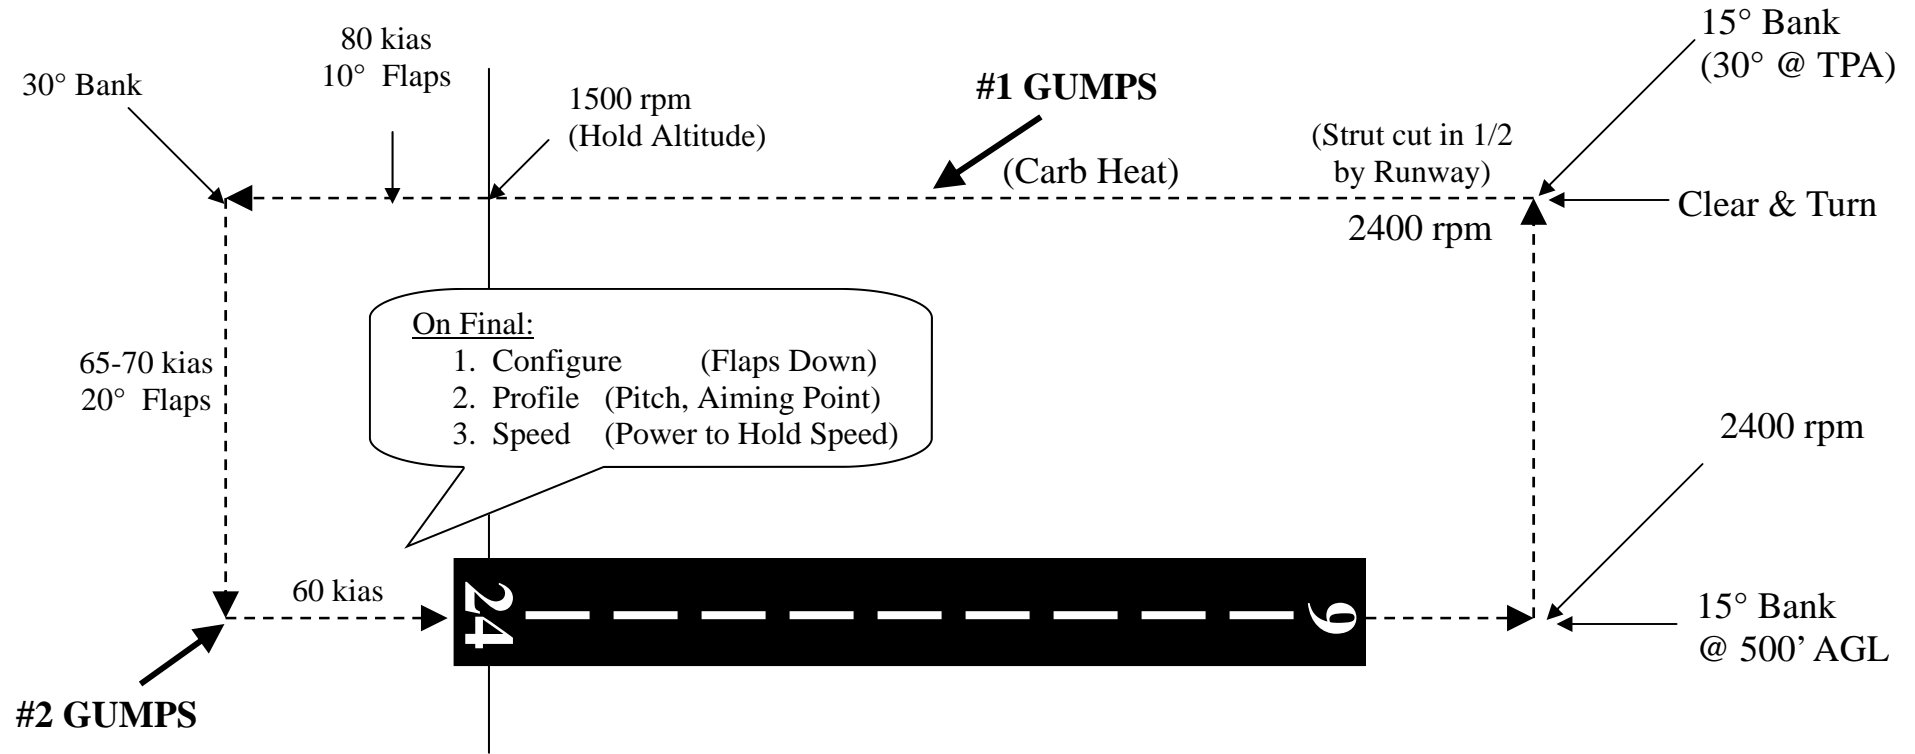 80 kias
10° Flaps
30° Bank
1500 rpm
(Hold Altitude)
#1 GUMPS
(Carb Heat)
(Strut cut in 1/2
by Runway)
2400 rpm
15° Bank
(30° @ TPA)
Clear & Turn
On Final:
1. Configure (Flaps Down)
2. Profile (Pitch, Aiming Point)
3. Speed (Power to Hold Speed)
65-70 kias
20° Flaps
2400 rpm
60 kias
24
6
15° Bank
@ 500’ AGL
#2 GUMPS